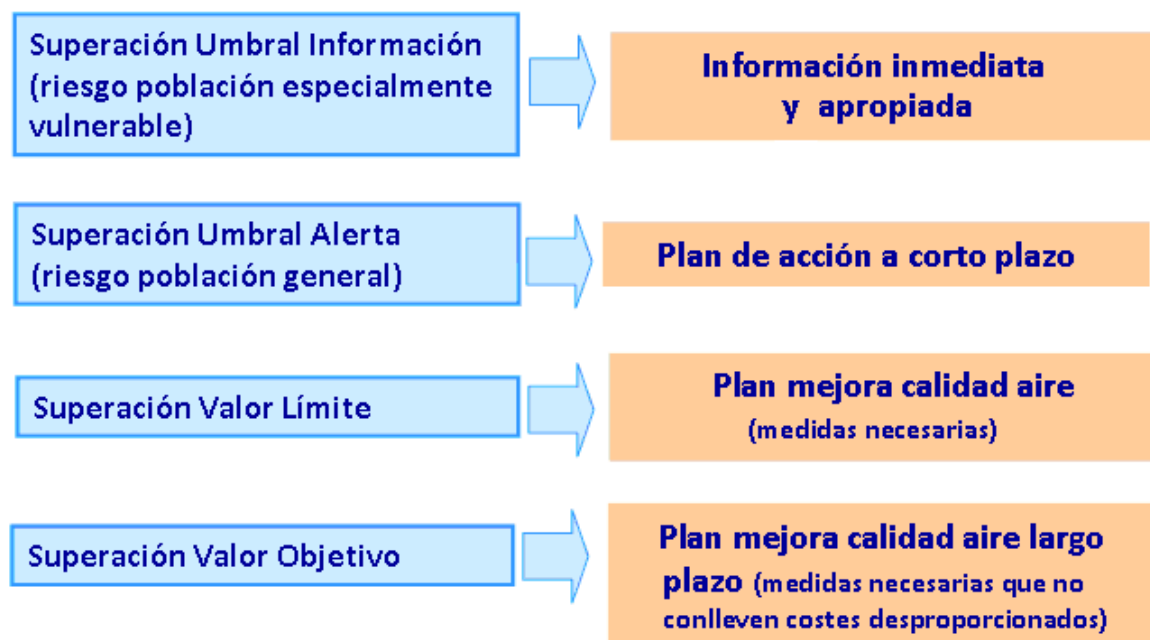 Superación Umbral Información
(riesgo población especialmente
vulnerable)
Información inmediata
y apropiada
Superación Umbral Alerta
(riesgo población general)
Plan de acción a corto plazo
Superación Valor Límite
Plan mejora calidad aire
(medidas necesarias)
Superación Valor Objetivo
Plan mejora calidad aire largo
plazo (medidas necesarias que no
conlleven costes desproporcionados)